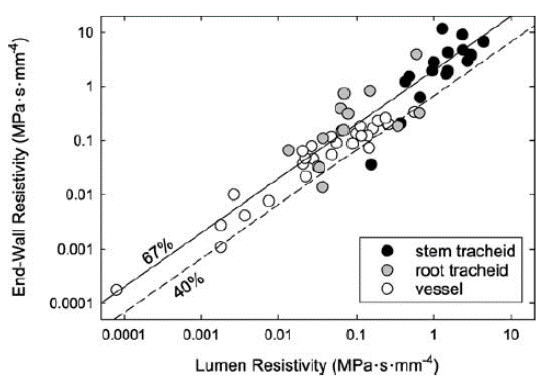 End-Wall Resistivity (MPa·s·mm⁻⁴)
10
1
0.1
0.01
0.001
0.0001
67%
40%
stem tracheid
root tracheid
vessel
0.0001 0.001 0.01 0.1 1 10
Lumen Resistivity (MPa·s·mm⁻⁴)